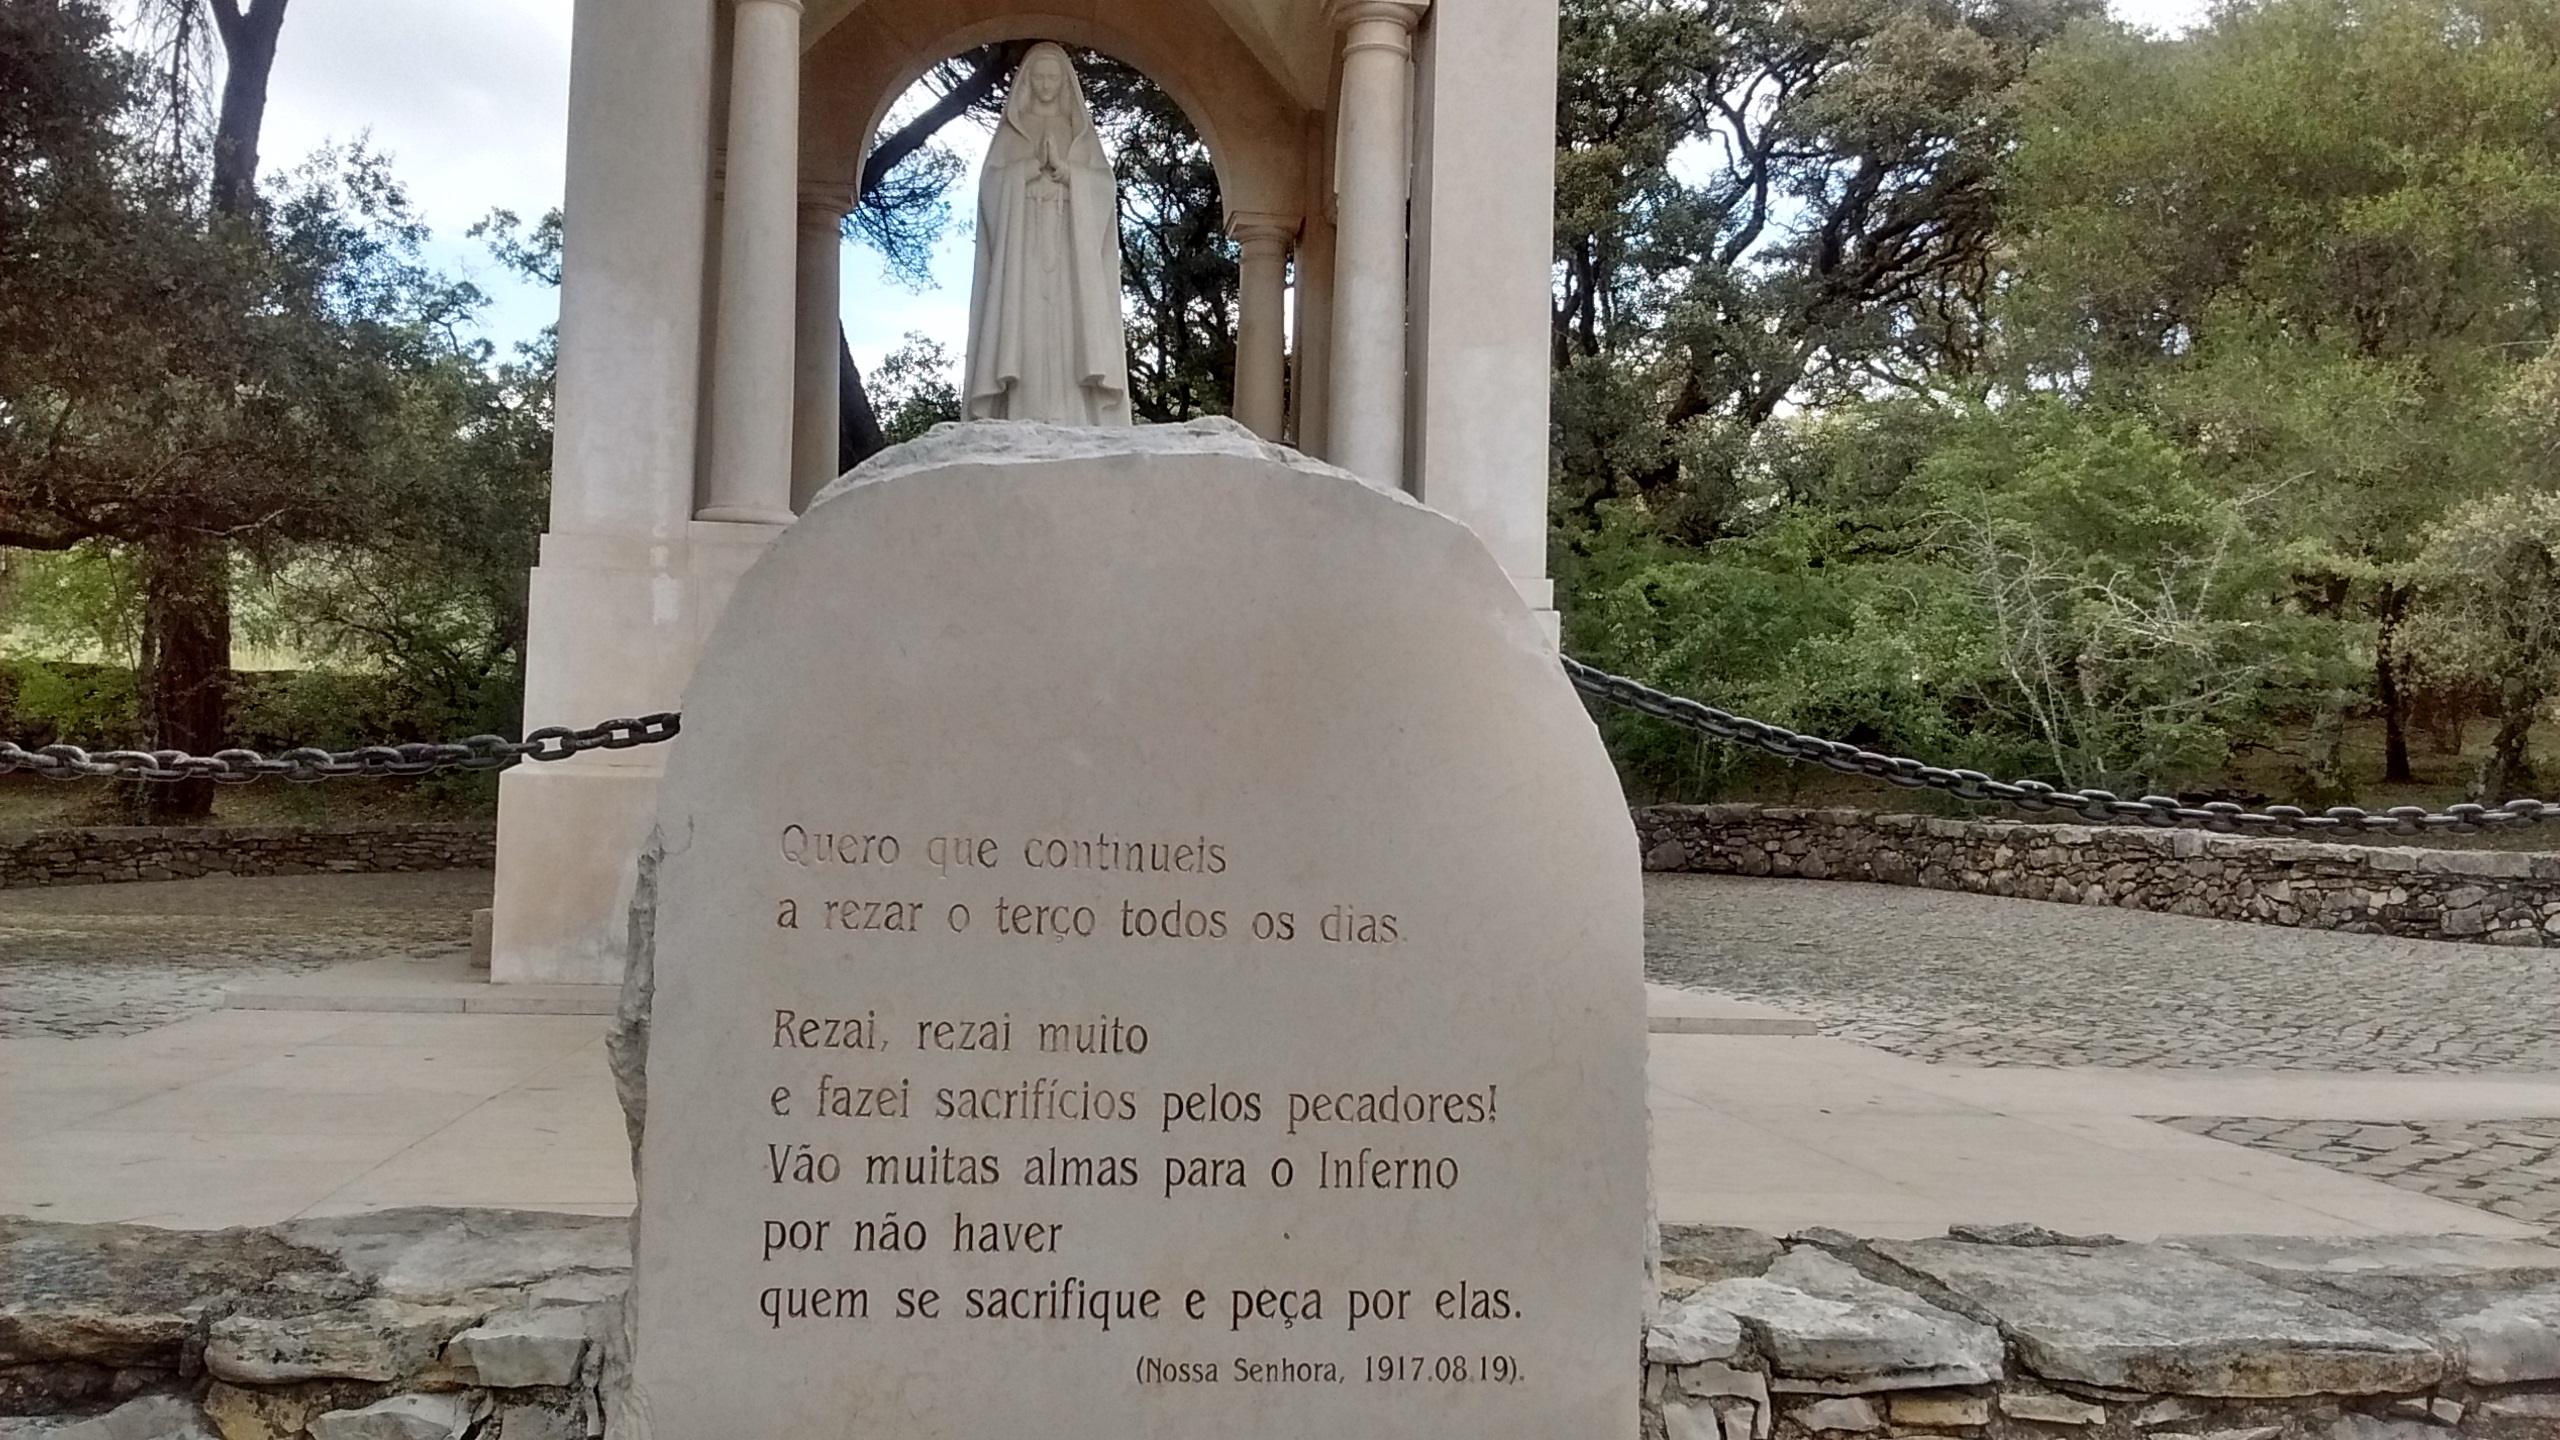 Quero que continueis
a rezar o terço todos os dias.
Rezai, rezai muito
e fazei sacrifícios pelos pecadores!
Vão muitas almas para o Inferno
por não haver
quem se sacrifique e peça por elas.
(Nossa Senhora, 1917.08.19).